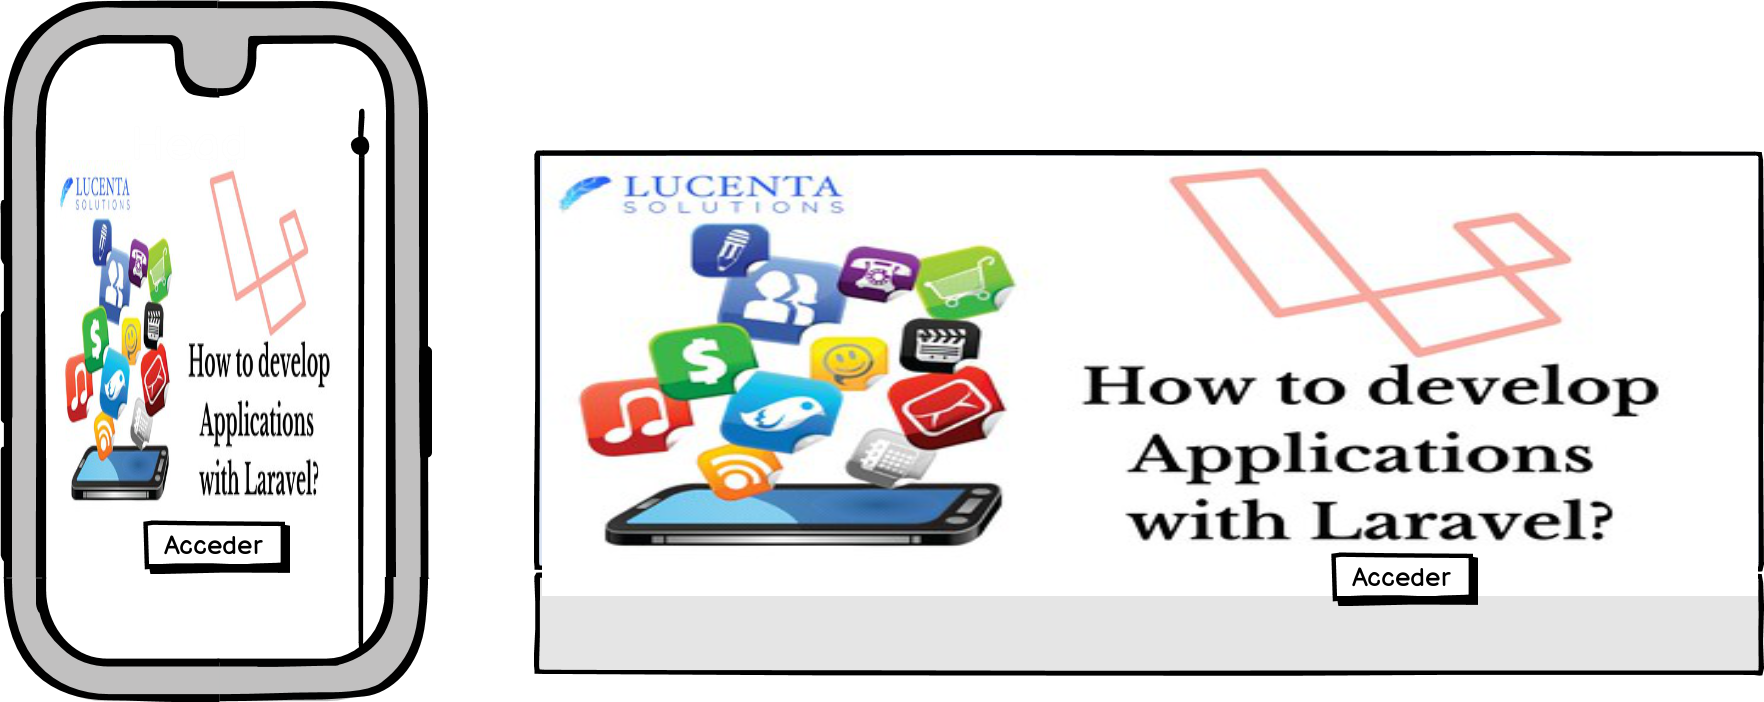 LUCENTA
SOLUTIONS
How to develop
Applications
with Laravel?
Acceder
LUCENTA
SOLUTIONS
How to develop
Applications
with Laravel?
Acceder